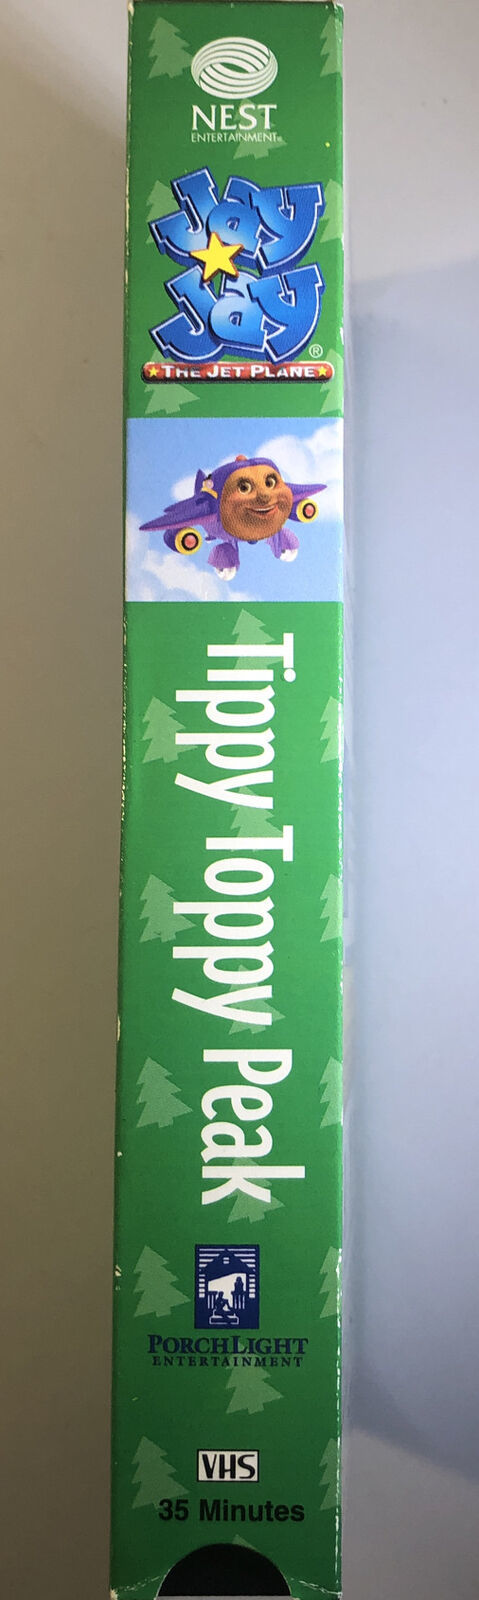 NEST
ENTERTAINMENT
Jay
Jay
®
THE JET PLANE
Tippy Toppy Peak
PORCHLIGHT
ENTERTAINMENT
VHS
35 Minutes